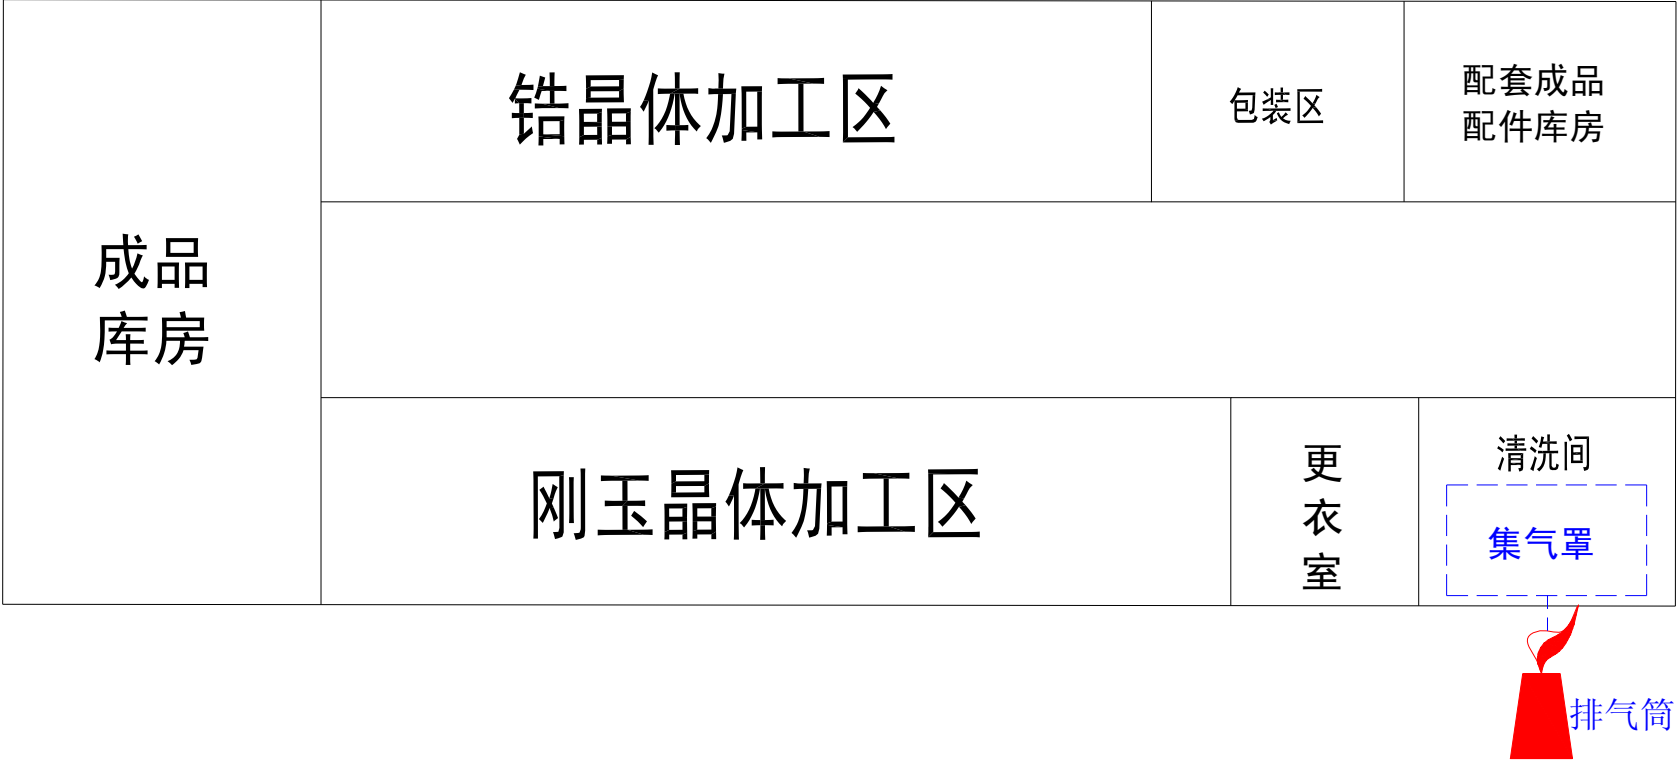 锆晶体加工区
包装区
配套成品
配件库房
成品
库房
刚玉晶体加工区
更
衣
室
清洗间
集气罩
排气筒